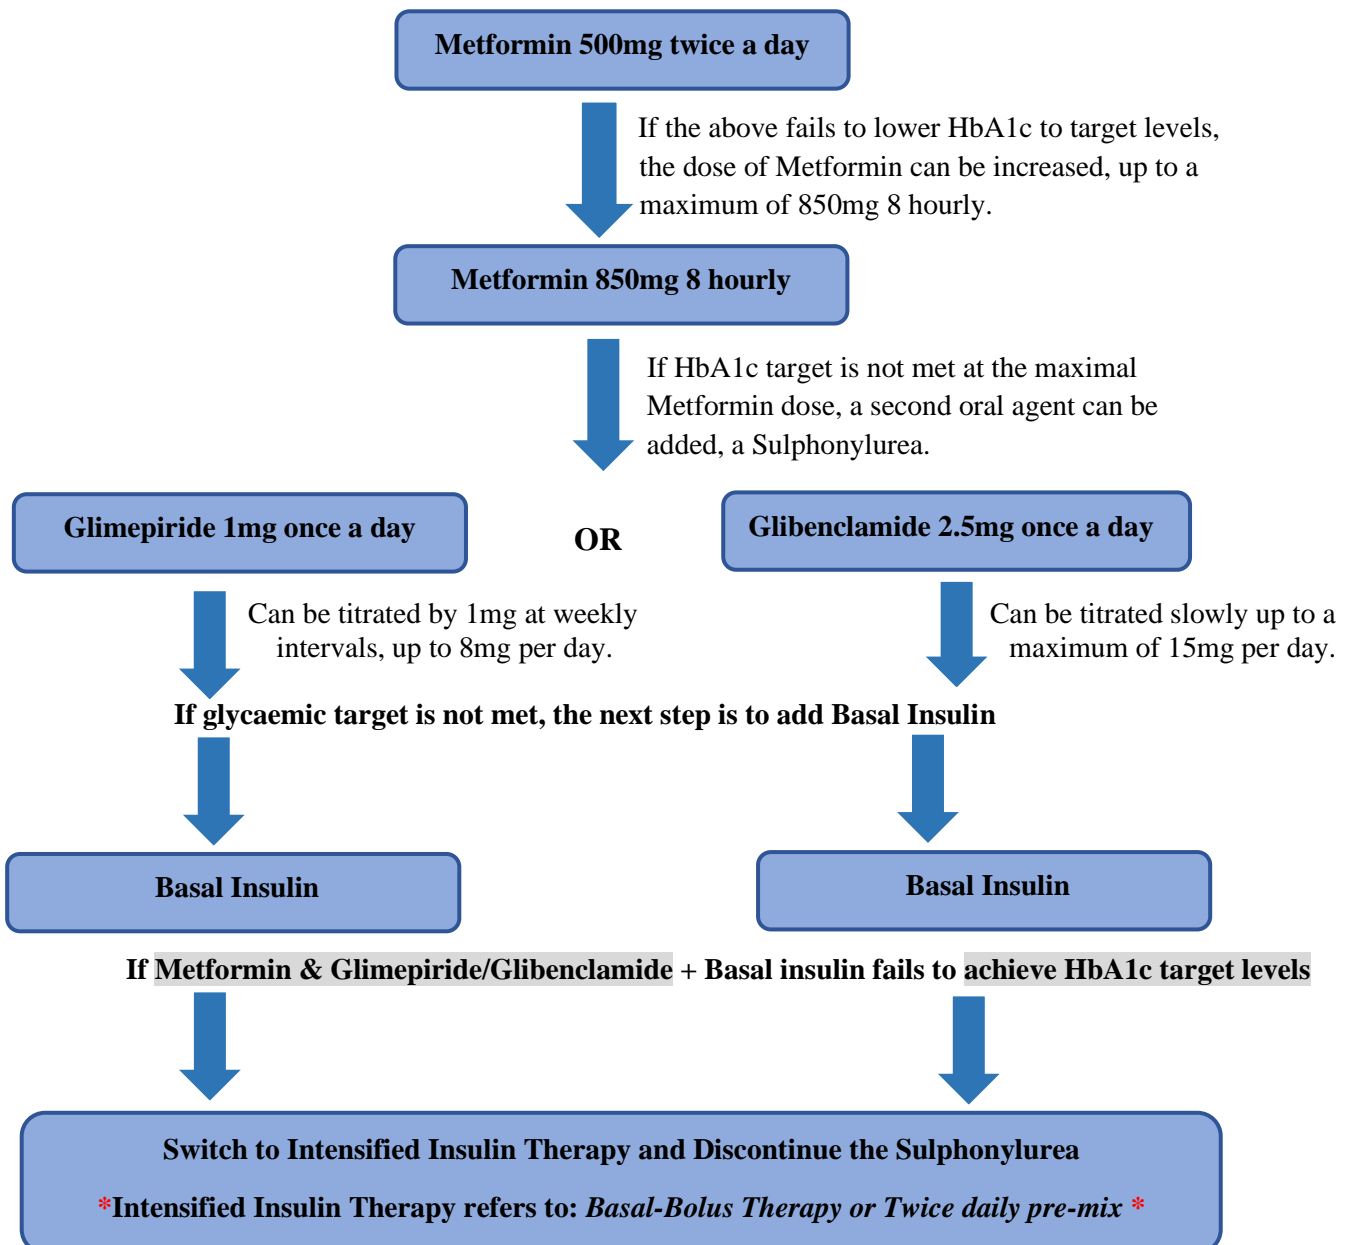 Metformin 500mg twice a day
If the above fails to lower HbA1c to target levels,
the dose of Metformin can be increased, up to a
maximum of 850mg 8 hourly.
Metformin 850mg 8 hourly
If HbA1c target is not met at the maximal
Metformin dose, a second oral agent can be
added, a Sulphonylurea.
Glimepiride 1mg once a day
OR
Glibenclamide 2.5mg once a day
Can be titrated by 1mg at weekly
intervals, up to 8mg per day.
Can be titrated slowly up to a
maximum of 15mg per day.
If glycaemic target is not met, the next step is to add Basal Insulin
Basal Insulin
Basal Insulin
If Metformin & Glimepiride/Glibenclamide + Basal insulin fails to achieve HbA1c target levels
Switch to Intensified Insulin Therapy and Discontinue the Sulphonylurea
*Intensified Insulin Therapy refers to: Basal-Bolus Therapy or Twice daily pre-mix *